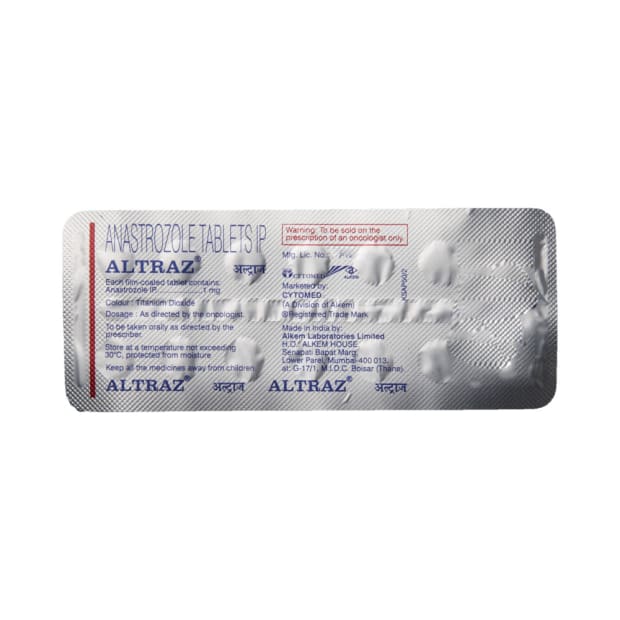 ANASTROZOLE TABLETS IP
ALTRAZ® अल्ट्राज
Each film-coated tablet contains:
Anastrozole IP..................1 mg.
Colour : Titanium Dioxide
Dosage : As directed by the oncologist.
To be taken orally as directed by the
prescriber.
Store at a temperature not exceeding
30°C, protected from moisture
Keep all the medicines away from children.
ALTRAZ® अल्ट्राज
Warning: To be sold on the
prescription of an oncologist only.
Mfg. Lic. No.:
CYTOMED ALKEM
Marketed by:
CYTOMED
(A Division of Alkem)
®Registered Trade Mark
Made in India by:
Alkem Laboratories Limited
H.O.: ALKEM HOUSE
Senapati Bapat Marg,
Lower Parel, Mumbai-400 013.
at: G-17/1, M.I.D.C. Boisar (Thane).
ALTRAZ® अल्ट्राज